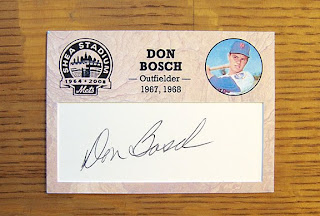 SHEA STADIUM
1964 • 2008
Mets
DON
BOSCH
Outfielder
1967, 1968
Don Bosch